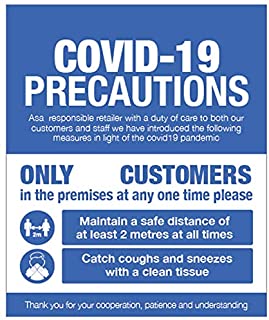 COVID-19
PRECAUTIONS
Asa responsible retailer with a duty of care to both our
customers and staff we have introduced the following
measures in light of the covid19 pandemic
ONLY CUSTOMERS
in the premises at any one time please
2m
Maintain a safe distance of
at least 2 metres at all times
Catch coughs and sneezes
with a clean tissue
Thank you for your cooperation, patience and understanding